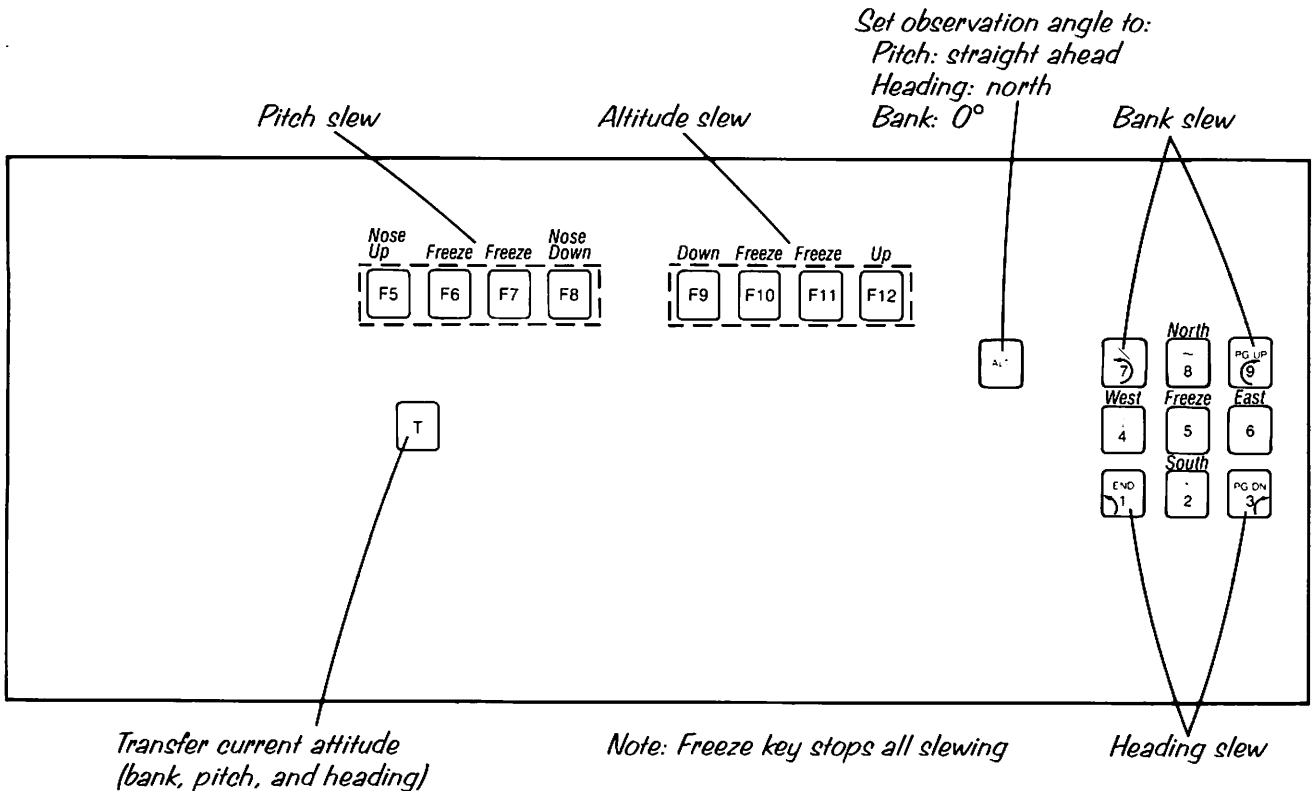 Set observation angle to:
Pitch: straight ahead
Heading: north
Bank: 0°
Pitch slew
Altitude slew
Bank slew
Nose Up
Freeze
Freeze
Nose Down
F5
F6
F7
F8
Down
Freeze
Freeze
Up
F9
F10
F11
F12
7
North
8
PG UP
9
West
4
Freeze
5
East
6
T
END
1
South
2
PG DN
3
Transfer current attitude
(bank, pitch, and heading)
Note: Freeze key stops all slewing
Heading slew